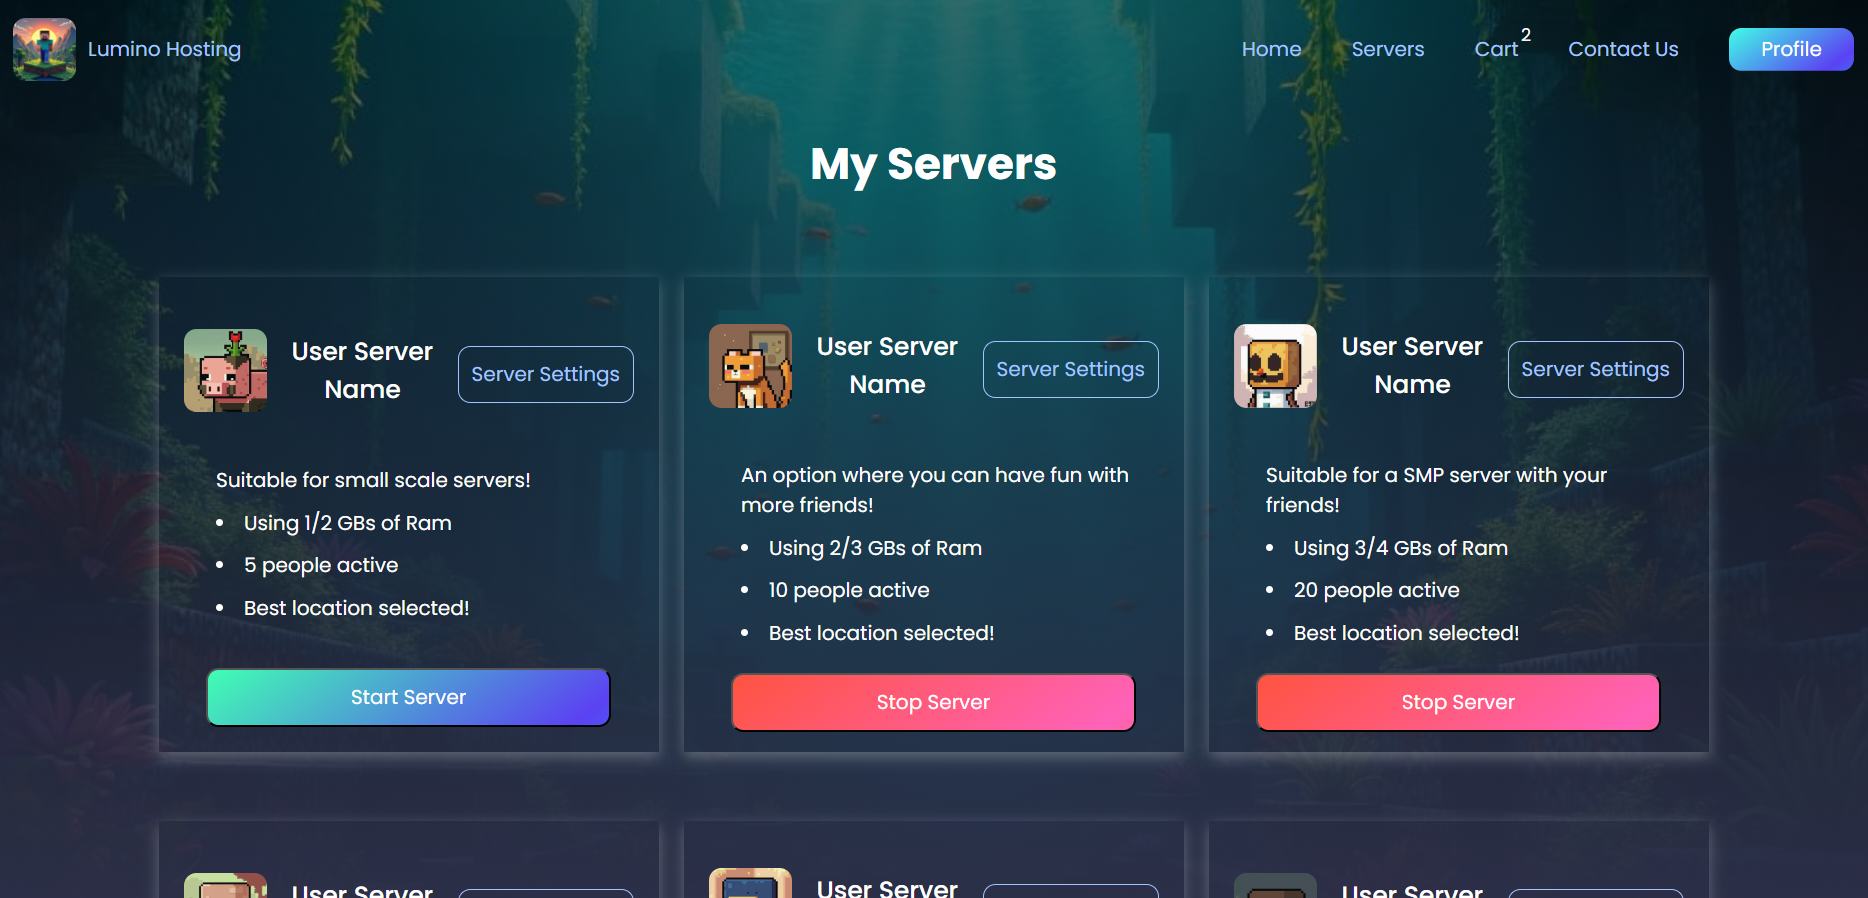 Lumino Hosting
Home
Servers
Cart 2
Contact Us
Profile
My Servers
User Server
Name
Server Settings
Suitable for small scale servers!
Using 1/2 GBs of Ram
5 people active
Best location selected!
Start Server
User Server
Name
Server Settings
An option where you can have fun with
more friends!
Using 2/3 GBs of Ram
10 people active
Best location selected!
Stop Server
User Server
Name
Server Settings
Suitable for a SMP server with your
friends!
Using 3/4 GBs of Ram
20 people active
Best location selected!
Stop Server
User Server
User Server
User Server